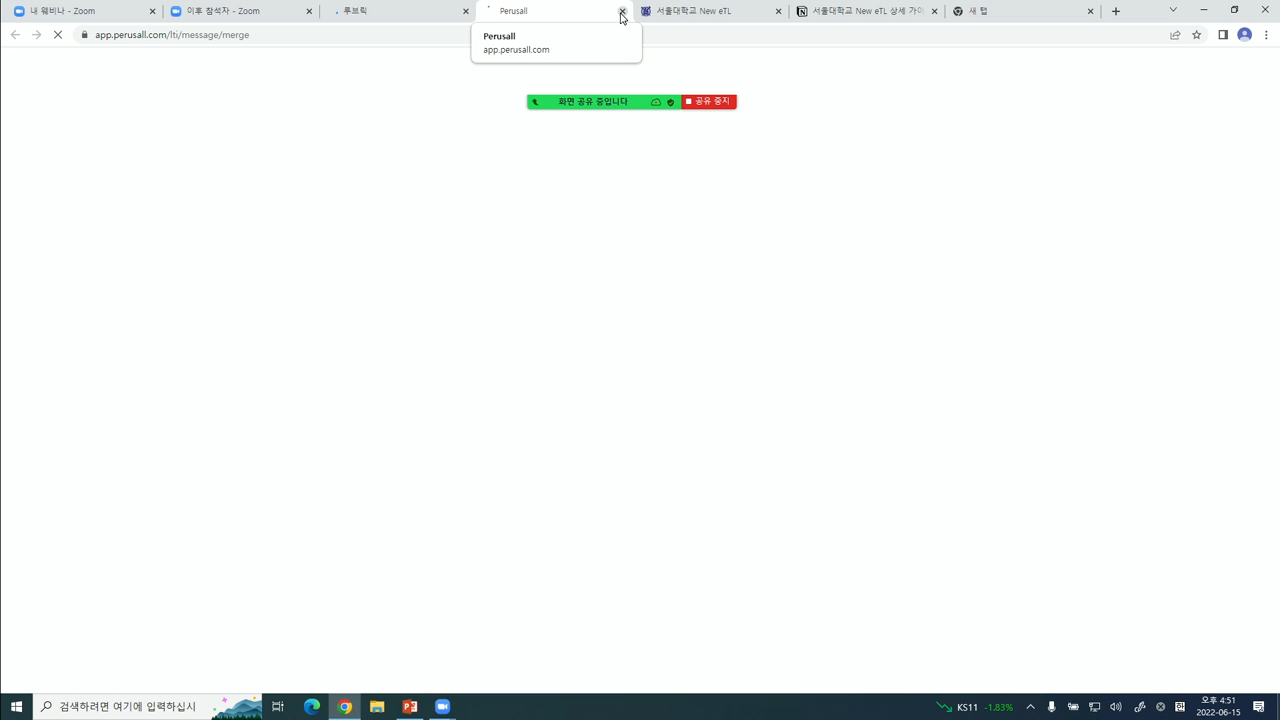 내 웨비나 - Zoom
이후 참석자 - Zoom
루브릭
Perusall
서울대학교 New eTL
서울대학교 New eTL 상세 가이
새 탭
app.perusall.com/lti/message/merge
Perusall
app.perusall.com
화면 공유 중입니다
공유 중지
검색하려면 여기에 입력하십시
KS11 -1.83%
오후 4:51
2022-06-15